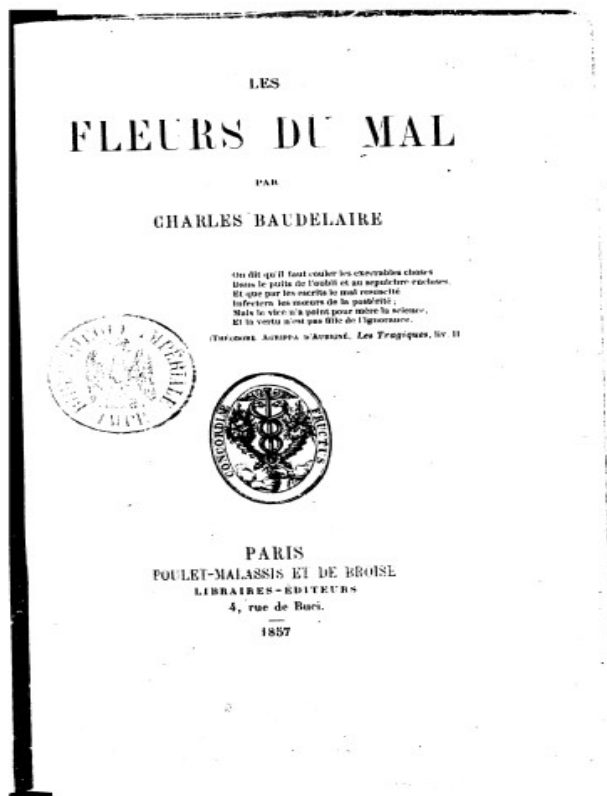 LES
FLEURS DU MAL
PAR
CHARLES BAUDELAIRE
On dit qu'il faut couler les execrables choses
Dans le puits de l'oubli et au sepulchre encloses,
Et que par les escrits le mal resuscité
Infectera les mœurs de la postérité ;
Mais le vice n'a point pour mère la science,
Et la vertu n'est pas fille de l'ignorance.
(THÉODORE AGRIPPA D'AUBIGNÉ. Les Tragiques, liv. II
IMPERIALE
CONCORDIÆ FRUCTUS
PARIS
POULET-MALASSIS ET DE BROISE
LIBRAIRES-ÉDITEURS
4, rue de Buci.
1857